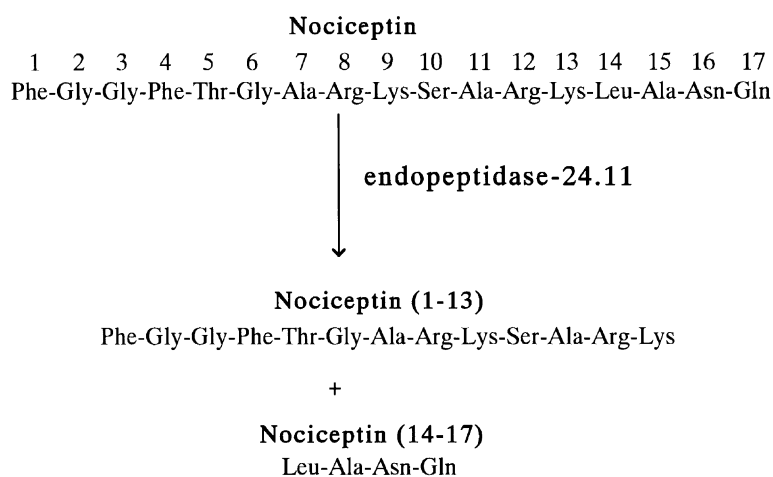 Nociceptin
1 2 3 4 5 6 7 8 9 10 11 12 13 14 15 16 17
Phe-Gly-Gly-Phe-Thr-Gly-Ala-Arg-Lys-Ser-Ala-Arg-Lys-Leu-Ala-Asn-Gln
endopeptidase-24.11
Nociceptin (1-13)
Phe-Gly-Gly-Phe-Thr-Gly-Ala-Arg-Lys-Ser-Ala-Arg-Lys
+
Nociceptin (14-17)
Leu-Ala-Asn-Gln